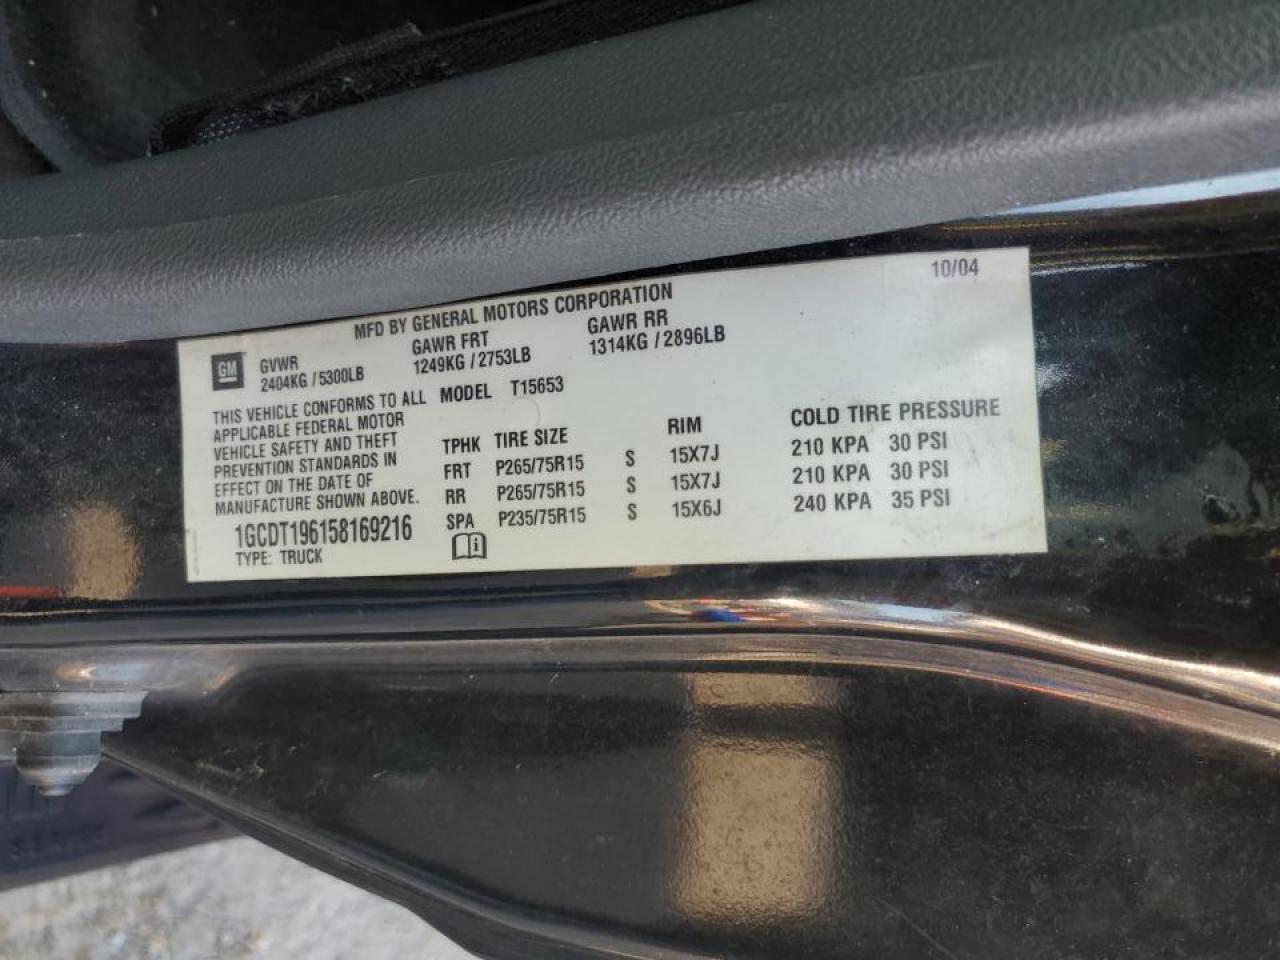 10/04
MFD BY GENERAL MOTORS CORPORATION
GM
GVWR GAWR FRT GAWR RR
2404KG / 5300LB 1249KG / 2753LB 1314KG / 2896LB
THIS VEHICLE CONFORMS TO ALL
APPLICABLE FEDERAL MOTOR
VEHICLE SAFETY AND THEFT
PREVENTION STANDARDS IN
EFFECT ON THE DATE OF
MANUFACTURE SHOWN ABOVE.
1GCDT196158169216
TYPE: TRUCK
MODEL T15653
TPHK TIRE SIZE RIM COLD TIRE PRESSURE
FRT P265/75R15 S 15X7J 210 KPA 30 PSI
RR P265/75R15 S 15X7J 210 KPA 30 PSI
SPA P235/75R15 S 15X6J 240 KPA 35 PSI
i